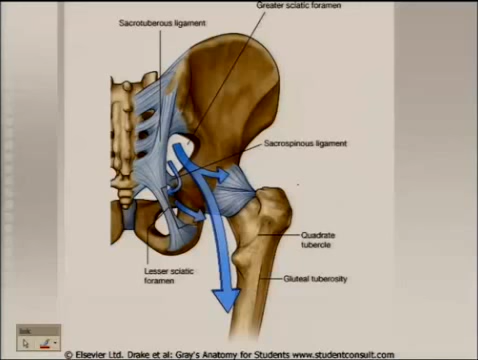 Greater sciatic foramen
Sacrotuberous ligament
Sacrospinous ligament
Quadrate
tubercle
Lesser sciatic
foramen
Gluteal tuberosity
© Elsevier Ltd. Drake et al: Gray's Anatomy for Students www.studentconsult.com